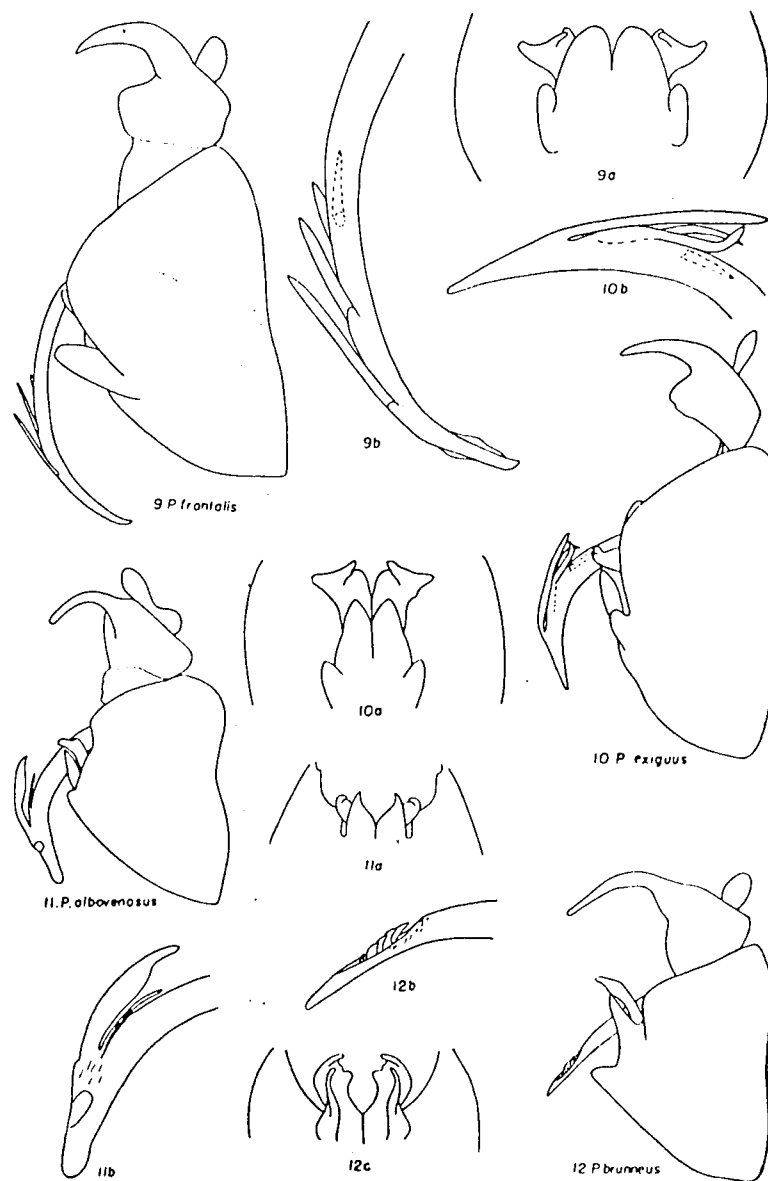 9a
10b
9b
9 P. frontalis
10a
10 P. exiguus
11a
11. P. albovenosus
12b
11b
12c
12 P. brunneus